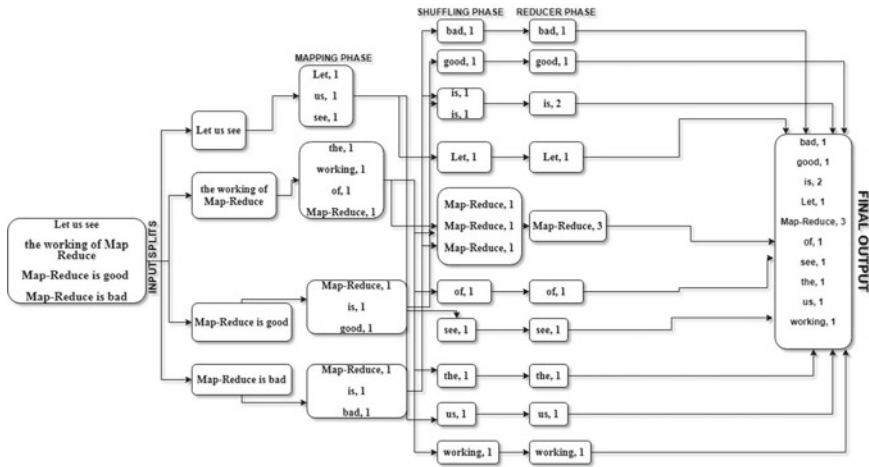 Let us see
the working of Map
Reduce
Map-Reduce is good
Map-Reduce is bad
INPUT SPLITS
Let us see
the working of
Map-Reduce
Map-Reduce is good
Map-Reduce is bad
MAPPING PHASE
Let, 1
us, 1
see, 1
the, 1
working, 1
of, 1
Map-Reduce, 1
Map-Reduce, 1
is, 1
good, 1
Map-Reduce, 1
is, 1
bad, 1
SHUFFLING PHASE
bad, 1
good, 1
is, 1
is, 1
Let, 1
Map-Reduce, 1
Map-Reduce, 1
Map-Reduce, 1
of, 1
see, 1
the, 1
us, 1
working, 1
REDUCER PHASE
bad, 1
good, 1
is, 2
Let, 1
Map-Reduce, 3
of, 1
see, 1
the, 1
us, 1
working, 1
bad, 1
good, 1
is, 2
Let, 1
Map-Reduce, 3
of, 1
see, 1
the, 1
us, 1
working, 1
FINAL OUTPUT